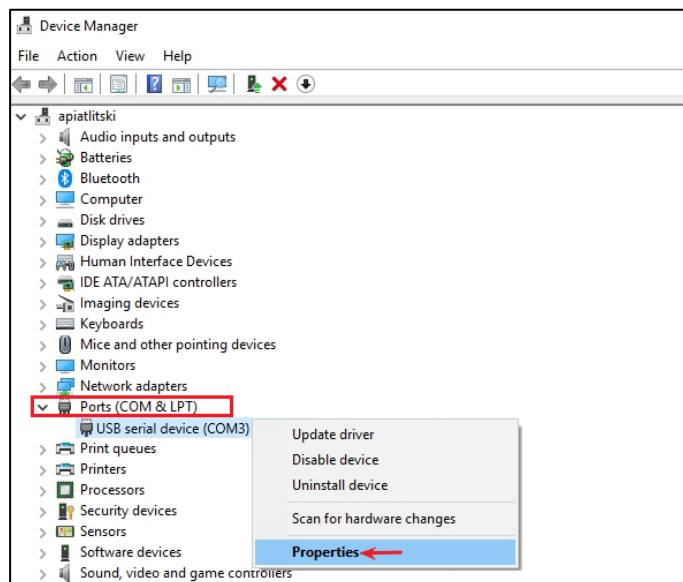 Device Manager
File Action View Help
apiatlitski
Audio inputs and outputs
Batteries
Bluetooth
Computer
Disk drives
Display adapters
Human Interface Devices
IDE ATA/ATAPI controllers
Imaging devices
Keyboards
Mice and other pointing devices
Monitors
Network adapters
Ports (COM & LPT)
USB serial device (COM3)
Print queues
Printers
Processors
Security devices
Sensors
Software devices
Sound, video and game controllers
Update driver
Disable device
Uninstall device
Scan for hardware changes
Properties